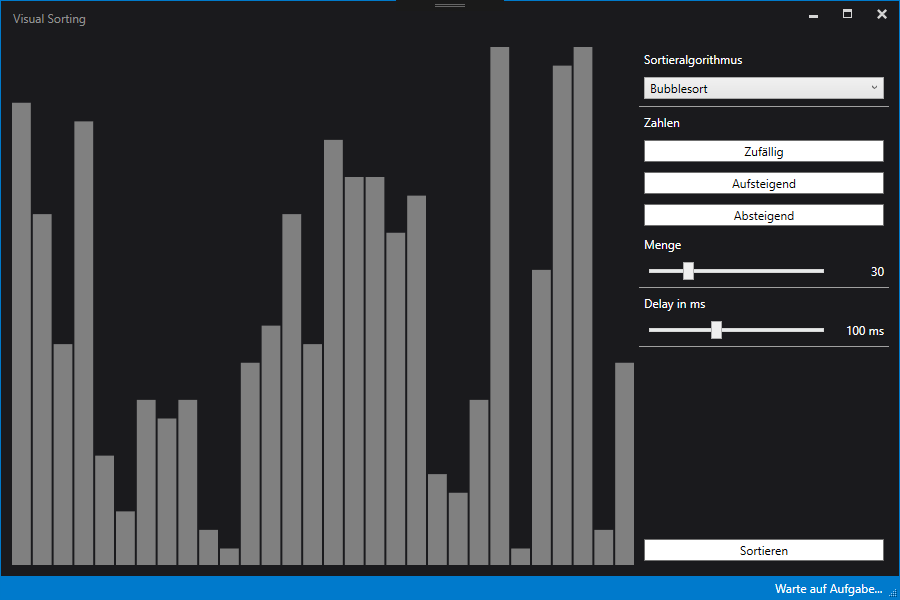 Visual Sorting
Sortieralgorithmus
Bubblesort
Zahlen
Zufällig
Aufsteigend
Absteigend
Menge
30
Delay in ms
100 ms
Sortieren
Warte auf Aufgabe...